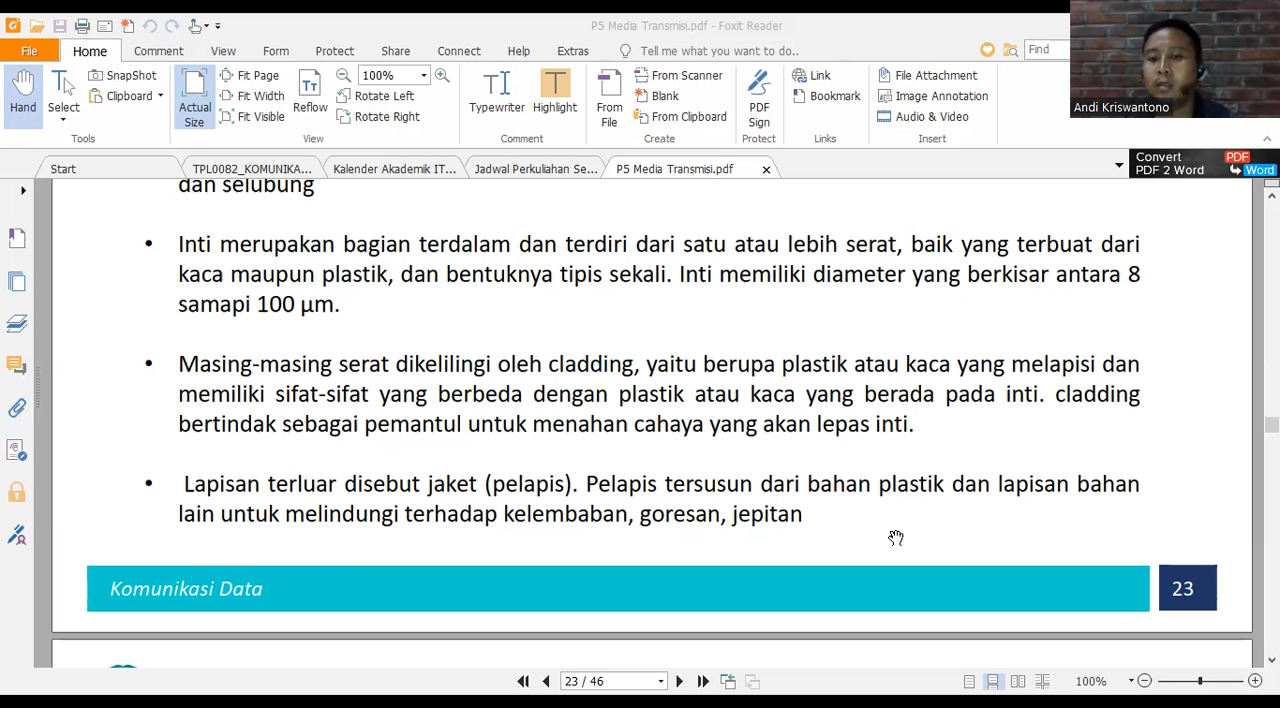 P5 Media Transmisi.pdf - Foxit Reader
File Home Comment View Form Protect Share Connect Help Extras Tell me what you want to do.. Find
Andi Kriswantono
Hand
Select
SnapShot
Clipboard
Tools
Actual Size
Fit Page
Fit Width
Fit Visible
Reflow
100%
Rotate Left
Rotate Right
View
Typewriter
Highlight
Comment
From File
From Scanner
Blank
From Clipboard
Create
PDF Sign
Protect
Link
Bookmark
Links
File Attachment
Image Annotation
Audio & Video
Insert
Start TPL0082_KOMUNIKA... Kalender Akademik IT... Jadwal Perkuliahan Se... P5 Media Transmisi.pdf
Convert PDF
PDF 2 Word Word
dan selubung
• Inti merupakan bagian terdalam dan terdiri dari satu atau lebih serat, baik yang terbuat dari
kaca maupun plastik, dan bentuknya tipis sekali. Inti memiliki diameter yang berkisar antara 8
samapi 100 µm.
• Masing-masing serat dikelilingi oleh cladding, yaitu berupa plastik atau kaca yang melapisi dan
memiliki sifat-sifat yang berbeda dengan plastik atau kaca yang berada pada inti. cladding
bertindak sebagai pemantul untuk menahan cahaya yang akan lepas inti.
• Lapisan terluar disebut jaket (pelapis). Pelapis tersusun dari bahan plastik dan lapisan bahan
lain untuk melindungi terhadap kelembaban, goresan, jepitan
Komunikasi Data 23
23 / 46
100%